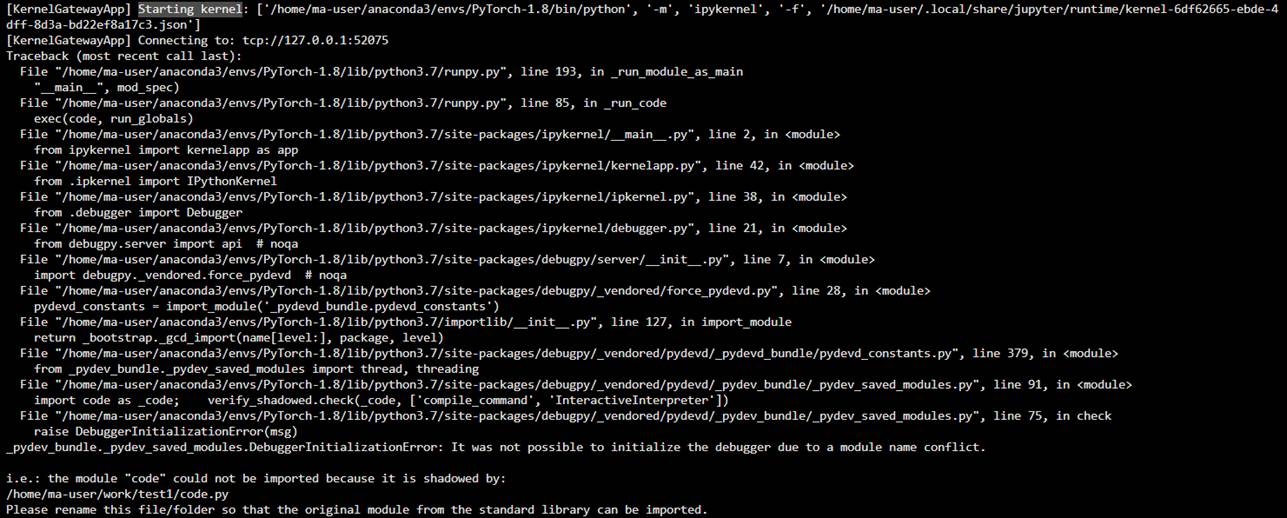 [KernelGatewayApp] Starting kernel: ['/home/ma-user/anaconda3/envs/PyTorch-1.8/bin/python', '-m', 'ipykernel', '-f', '/home/ma-user/.local/share/jupyter/runtime/kernel-6df62665-ebde-4
dff-8d3a-bd22ef8a17c3.json']
[KernelGatewayApp] Connecting to: tcp://127.0.0.1:52075
Traceback (most recent call last):
  File "/home/ma-user/anaconda3/envs/PyTorch-1.8/lib/python3.7/runpy.py", line 193, in _run_module_as_main
    "__main__", mod_spec)
  File "/home/ma-user/anaconda3/envs/PyTorch-1.8/lib/python3.7/runpy.py", line 85, in _run_code
    exec(code, run_globals)
  File "/home/ma-user/anaconda3/envs/PyTorch-1.8/lib/python3.7/site-packages/ipykernel/__main__.py", line 2, in <module>
    from ipykernel import kernelapp as app
  File "/home/ma-user/anaconda3/envs/PyTorch-1.8/lib/python3.7/site-packages/ipykernel/kernelapp.py", line 42, in <module>
    from .ipkernel import IPythonKernel
  File "/home/ma-user/anaconda3/envs/PyTorch-1.8/lib/python3.7/site-packages/ipykernel/ipkernel.py", line 38, in <module>
    from .debugger import Debugger
  File "/home/ma-user/anaconda3/envs/PyTorch-1.8/lib/python3.7/site-packages/ipykernel/debugger.py", line 21, in <module>
    from debugpy.server import api  # noqa
  File "/home/ma-user/anaconda3/envs/PyTorch-1.8/lib/python3.7/site-packages/debugpy/server/__init__.py", line 7, in <module>
    import debugpy._vendored.force_pydevd  # noqa
  File "/home/ma-user/anaconda3/envs/PyTorch-1.8/lib/python3.7/site-packages/debugpy/_vendored/force_pydevd.py", line 28, in <module>
    pydevd_constants = import_module('_pydevd_bundle.pydevd_constants')
  File "/home/ma-user/anaconda3/envs/PyTorch-1.8/lib/python3.7/importlib/__init__.py", line 127, in import_module
    return _bootstrap._gcd_import(name[level:], package, level)
  File "/home/ma-user/anaconda3/envs/PyTorch-1.8/lib/python3.7/site-packages/debugpy/_vendored/pydevd/_pydevd_bundle/pydevd_constants.py", line 379, in <module>
    from _pydev_bundle._pydev_saved_modules import thread, threading
  File "/home/ma-user/anaconda3/envs/PyTorch-1.8/lib/python3.7/site-packages/debugpy/_vendored/pydevd/_pydev_bundle/_pydev_saved_modules.py", line 91, in <module>
    import code as _code;    verify_shadowed.check(_code, ['compile_command', 'InteractiveInterpreter'])
  File "/home/ma-user/anaconda3/envs/PyTorch-1.8/lib/python3.7/site-packages/debugpy/_vendored/pydevd/_pydev_bundle/_pydev_saved_modules.py", line 75, in check
    raise DebuggerInitializationError(msg)
_pydev_bundle._pydev_saved_modules.DebuggerInitializationError: It was not possible to initialize the debugger due to a module name conflict.

i.e.: the module "code" could not be imported because it is shadowed by:
/home/ma-user/work/test1/code.py
Please rename this file/folder so that the original module from the standard library can be imported.